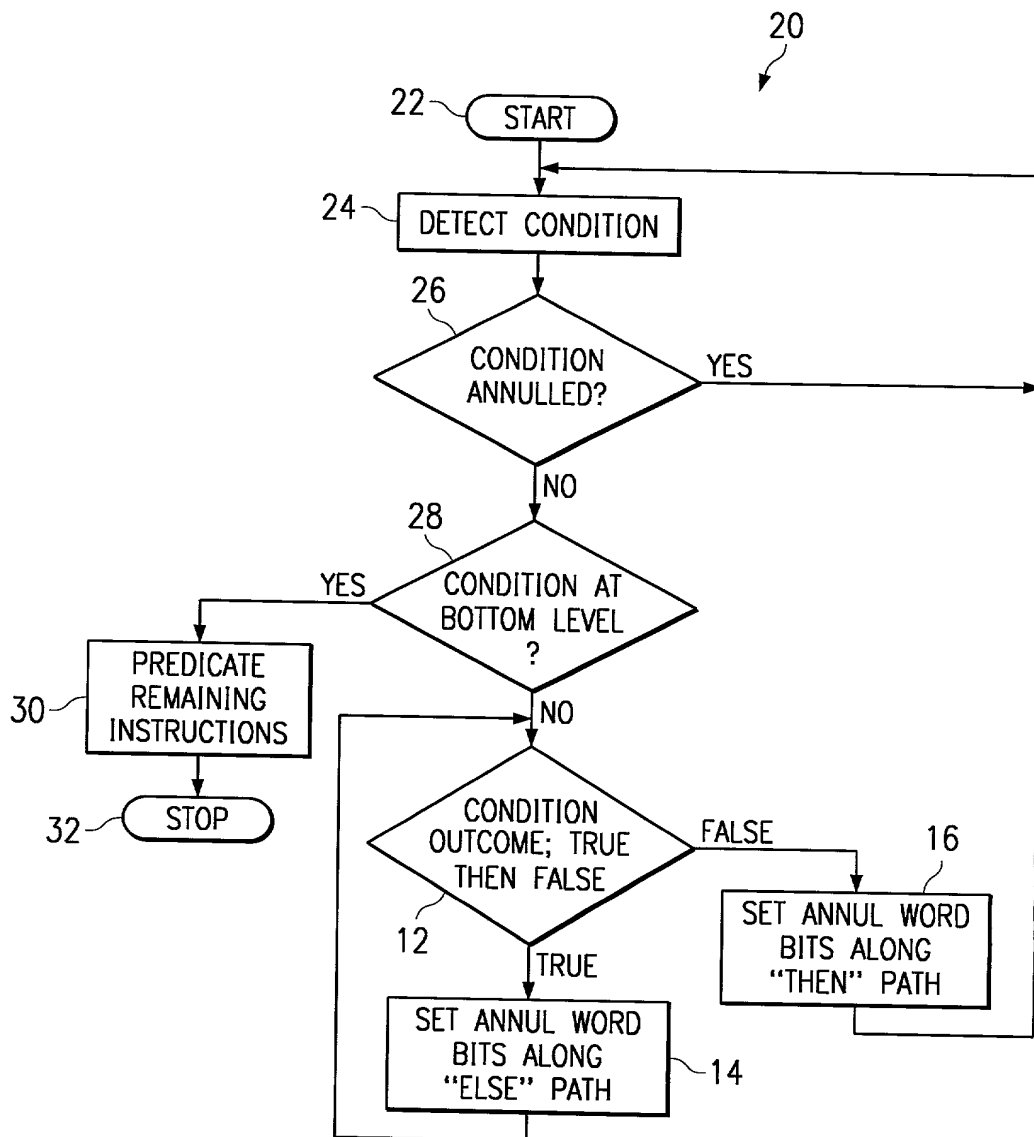 20
22
START
24
DETECT CONDITION
26
CONDITION
ANNULLED?
YES
NO
28
CONDITION AT
BOTTOM LEVEL
?
YES
PREDICATE
REMAINING
INSTRUCTIONS
30
NO
STOP
32
CONDITION
OUTCOME; TRUE
THEN FALSE
FALSE
12
16
SET ANNUL WORD
BITS ALONG
“THEN” PATH
TRUE
SET ANNUL WORD
BITS ALONG
“ELSE” PATH
14